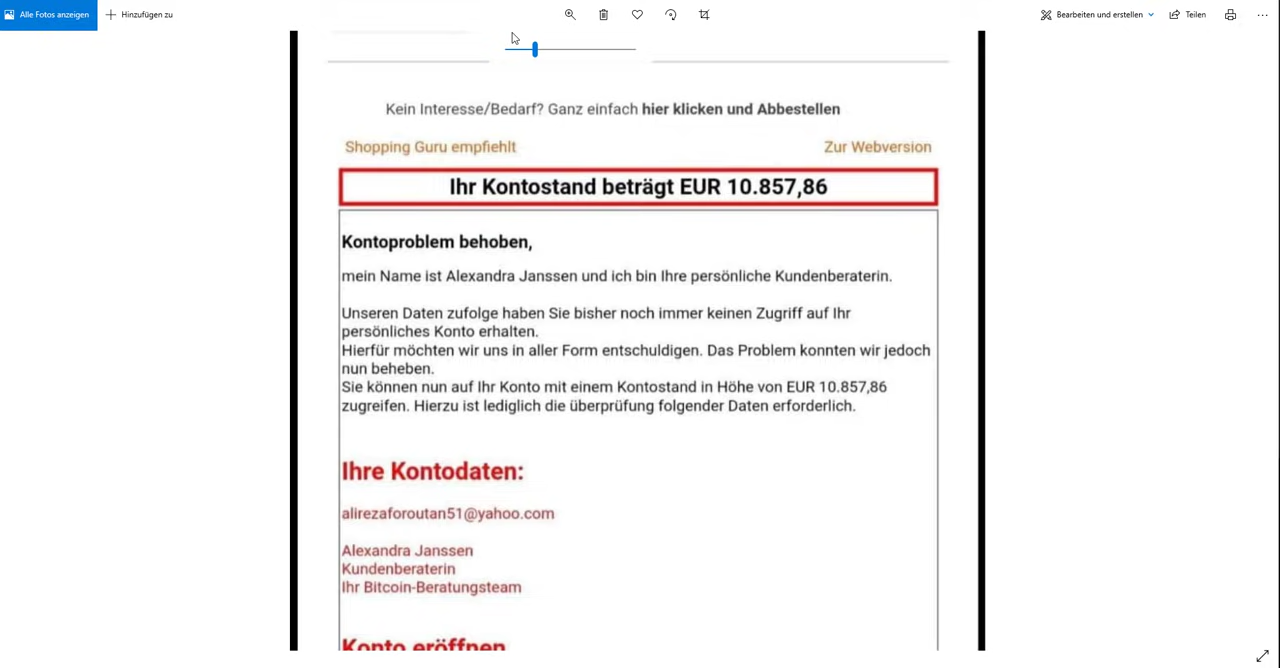 Alle Fotos anzeigen
Hinzufügen zu
Bearbeiten und erstellen
Teilen
Kein Interesse/Bedarf? Ganz einfach hier klicken und Abbestellen
Shopping Guru empfiehlt
Zur Webversion
Ihr Kontostand beträgt EUR 10.857,86
Kontoproblem behoben,
mein Name ist Alexandra Janssen und ich bin Ihre persönliche Kundenberaterin.
Unseren Daten zufolge haben Sie bisher noch immer keinen Zugriff auf Ihr
persönliches Konto erhalten.
Hierfür möchten wir uns in aller Form entschuldigen. Das Problem konnten wir jedoch
nun beheben.
Sie können nun auf Ihr Konto mit einem Kontostand in Höhe von EUR 10.857,86
zugreifen. Hierzu ist lediglich die überprüfung folgender Daten erforderlich.
Ihre Kontodaten:
alirezaforoutan51@yahoo.com
Alexandra Janssen
Kundenberaterin
Ihr Bitcoin-Beratungsteam
Konto eröffnen